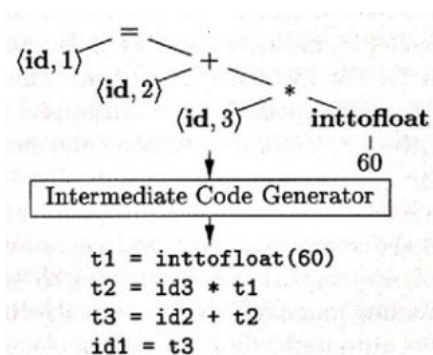 =
⟨id, 1⟩ +
⟨id, 2⟩ *
⟨id, 3⟩ inttofloat
60
Intermediate Code Generator
t1 = inttofloat(60)
t2 = id3 * t1
t3 = id2 + t2
id1 = t3